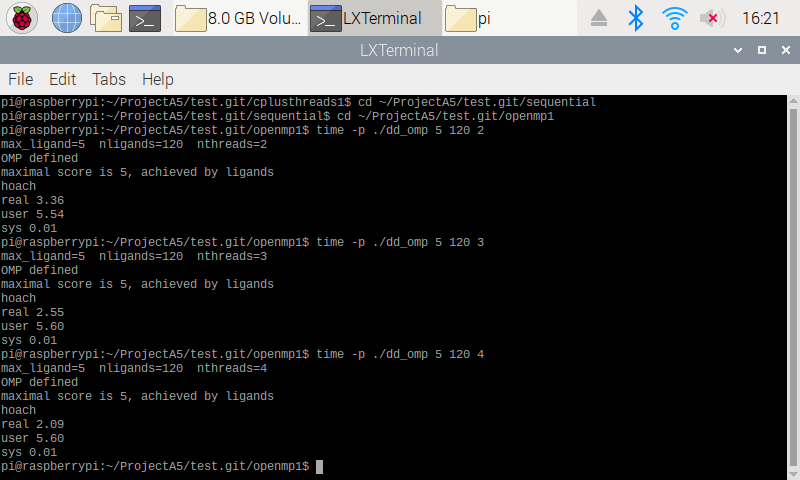 8.0 GB Volu... LXTerminal pi 16:21
LXTerminal
File Edit Tabs Help
pi@raspberrypi:~/ProjectA5/test.git/cplusthreads1$ cd ~/ProjectA5/test.git/sequential
pi@raspberrypi:~/ProjectA5/test.git/sequential$ cd ~/ProjectA5/test.git/openmp1
pi@raspberrypi:~/ProjectA5/test.git/openmp1$ time -p ./dd_omp 5 120 2
max_ligand=5  nligands=120  nthreads=2
OMP defined
maximal score is 5, achieved by ligands
hoach
real 3.36
user 5.54
sys 0.01
pi@raspberrypi:~/ProjectA5/test.git/openmp1$ time -p ./dd_omp 5 120 3
max_ligand=5  nligands=120  nthreads=3
OMP defined
maximal score is 5, achieved by ligands
hoach
real 2.55
user 5.60
sys 0.01
pi@raspberrypi:~/ProjectA5/test.git/openmp1$ time -p ./dd_omp 5 120 4
max_ligand=5  nligands=120  nthreads=4
OMP defined
maximal score is 5, achieved by ligands
hoach
real 2.09
user 5.60
sys 0.01
pi@raspberrypi:~/ProjectA5/test.git/openmp1$